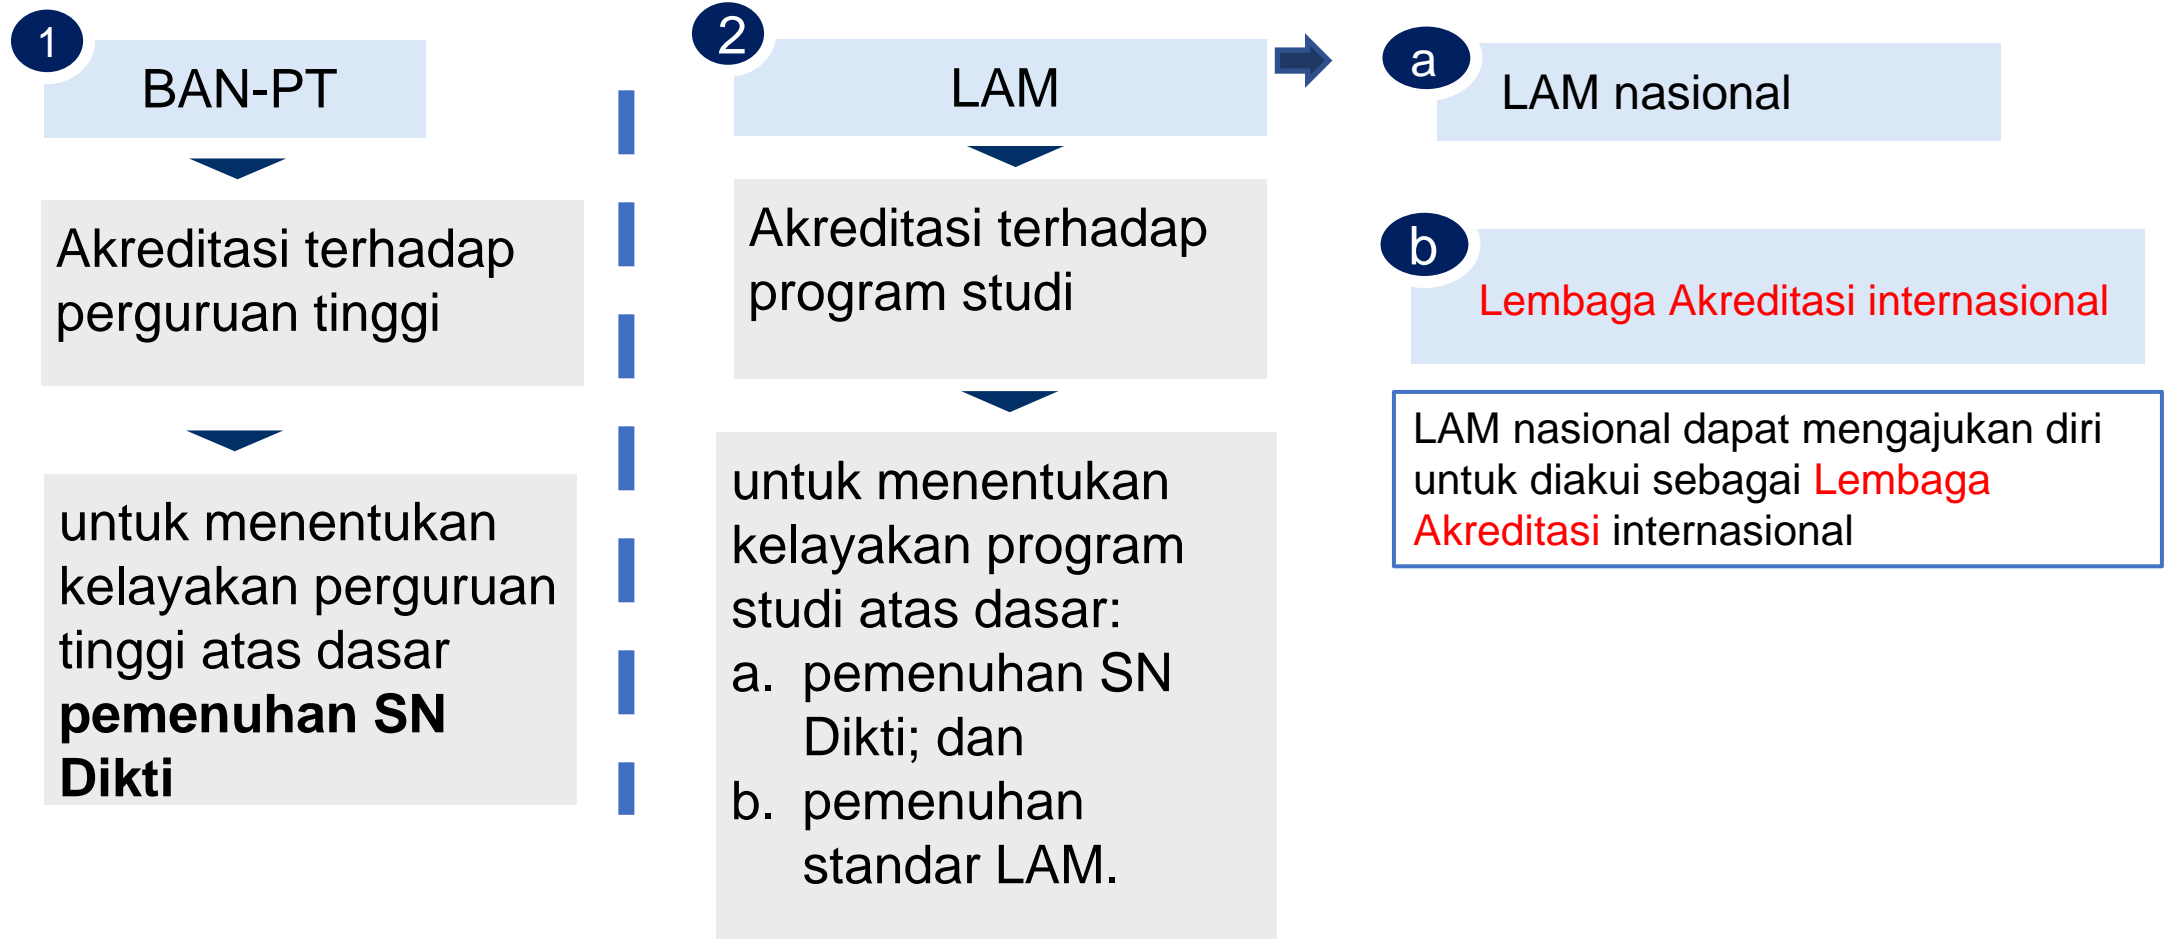 1
BAN-PT
Akreditasi terhadap
perguruan tinggi
untuk menentukan
kelayakan perguruan
tinggi atas dasar
pemenuhan SN
Dikti
2
LAM
Akreditasi terhadap
program studi
untuk menentukan
kelayakan program
studi atas dasar:
a. pemenuhan SN
Dikti; dan
b. pemenuhan
standar LAM.
a
LAM nasional
b
Lembaga Akreditasi internasional
LAM nasional dapat mengajukan diri
untuk diakui sebagai Lembaga
Akreditasi internasional